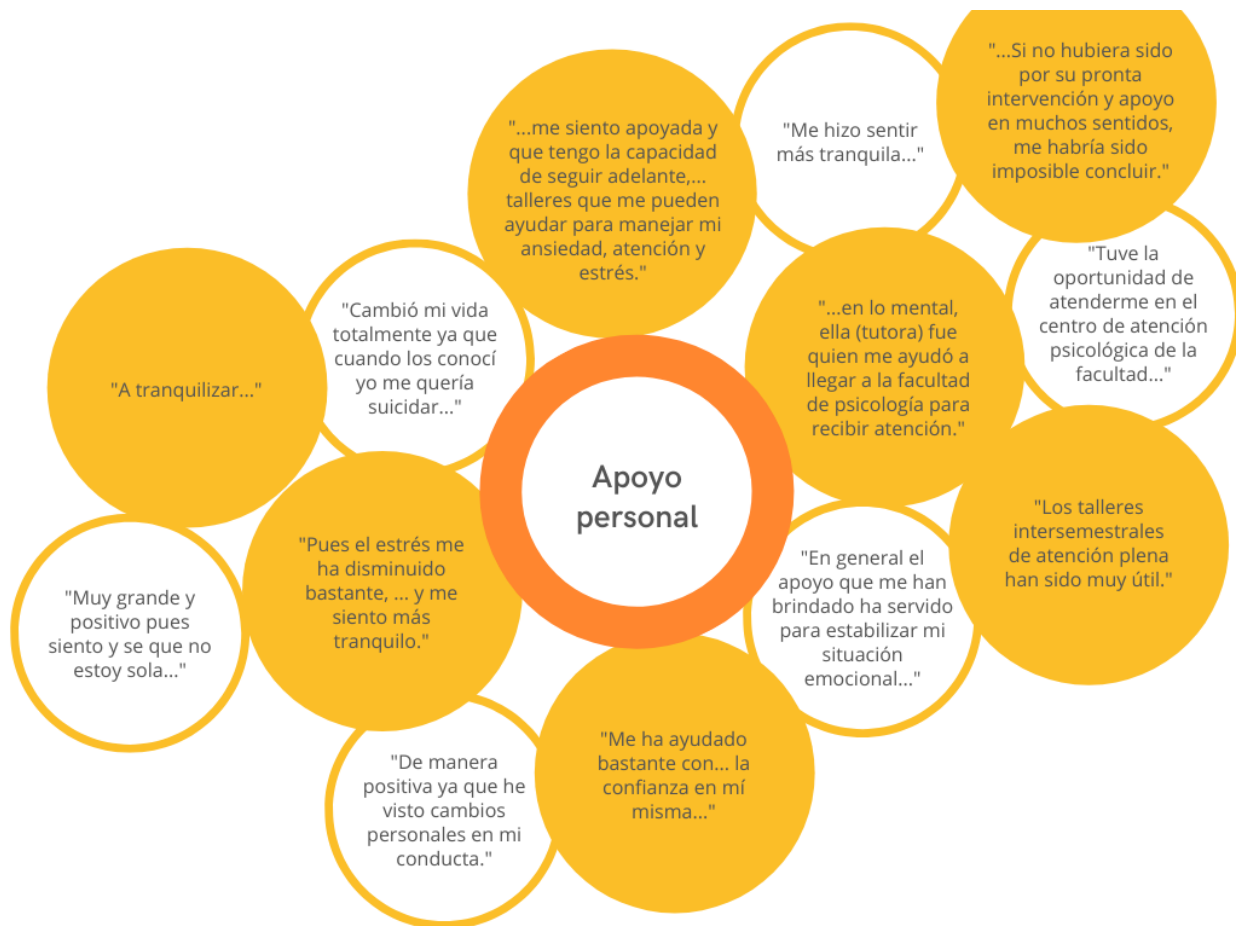 "...Si no hubiera sido
por su pronta
intervención y apoyo
en muchos sentidos,
me habría sido
imposible concluir."
"Me hizo sentir
más tranquila..."
"...me siento apoyada y
que tengo la capacidad
de seguir adelante,...
talleres que me pueden
ayudar para manejar mi
ansiedad, atención y
estrés."
"Tuve la
oportunidad de
atenderme en el
centro de atención
psicológica de la
facultad..."
"...en lo mental,
ella (tutora) fue
quien me ayudó a
llegar a la facultad
de psicología para
recibir atención."
"Cambió mi vida
totalmente ya que
cuando los conocí
yo me quería
suicidar..."
"A tranquilizar..."
Apoyo
personal
"Los talleres
intersemestrales
de atención plena
han sido muy útil."
"Pues el estrés me
ha disminuido
bastante, ... y me
siento más
tranquilo."
"En general el
apoyo que me han
brindado ha servido
para estabilizar mi
situación
emocional..."
"Muy grande y
positivo pues
siento y se que no
estoy sola..."
"Me ha ayudado
bastante con... la
confianza en mí
misma..."
"De manera
positiva ya que he
visto cambios
personales en mi
conducta."